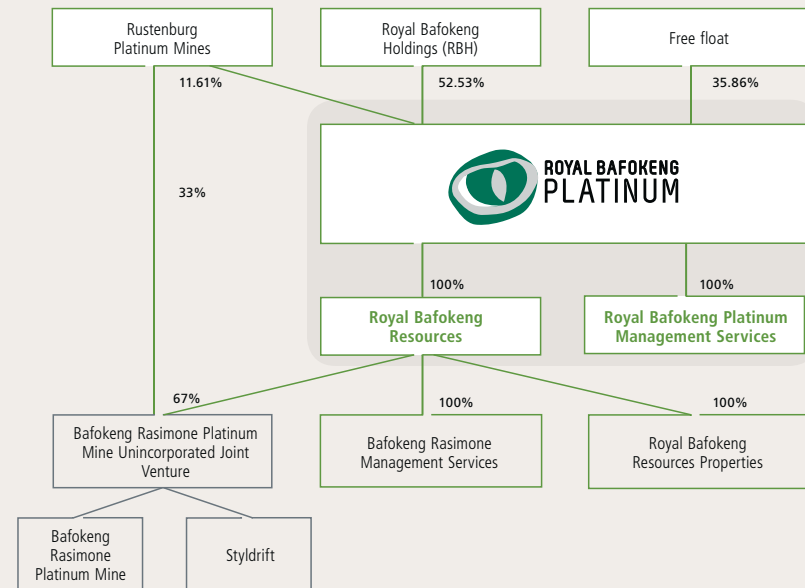 Rustenburg
Platinum Mines
Royal Bafokeng
Holdings (RBH)
Free float
11.61%
52.53%
35.86%
ROYAL BAFOKENG
PLATINUM
33%
100%
100%
Royal Bafokeng
Resources
Royal Bafokeng Platinum
Management Services
67%
100%
100%
Bafokeng Rasimone Platinum
Mine Unincorporated Joint
Venture
Bafokeng Rasimone
Management Services
Royal Bafokeng
Resources Properties
Bafokeng
Rasimone
Platinum Mine
Styldrift